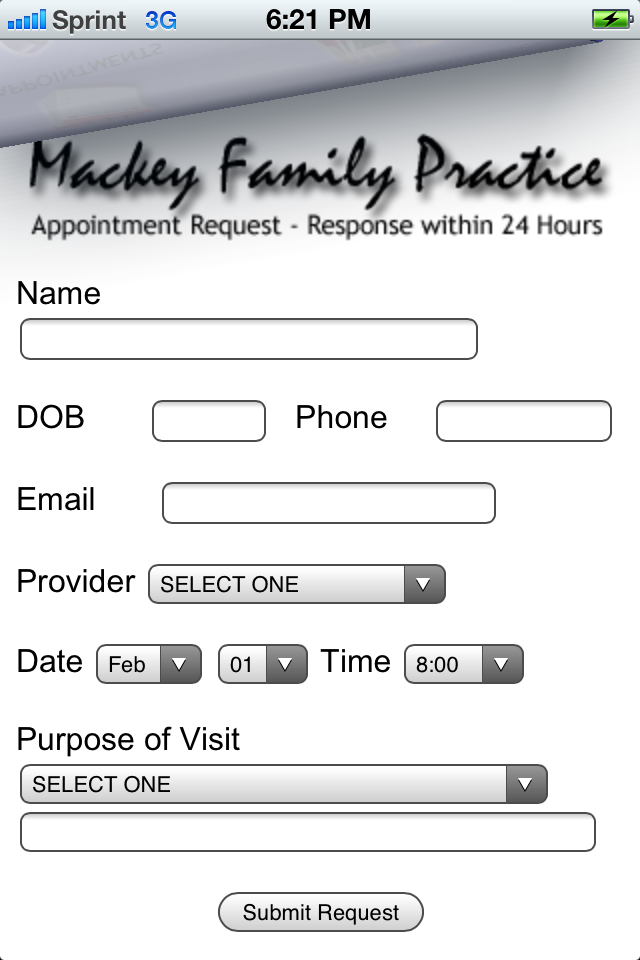 Sprint 3G 6:21 PM
APPOINTMENTS
Mackey Family Practice
Appointment Request - Response within 24 Hours
Name
DOB Phone
Email
Provider SELECT ONE
Date Feb 01 Time 8:00
Purpose of Visit
SELECT ONE
Submit Request